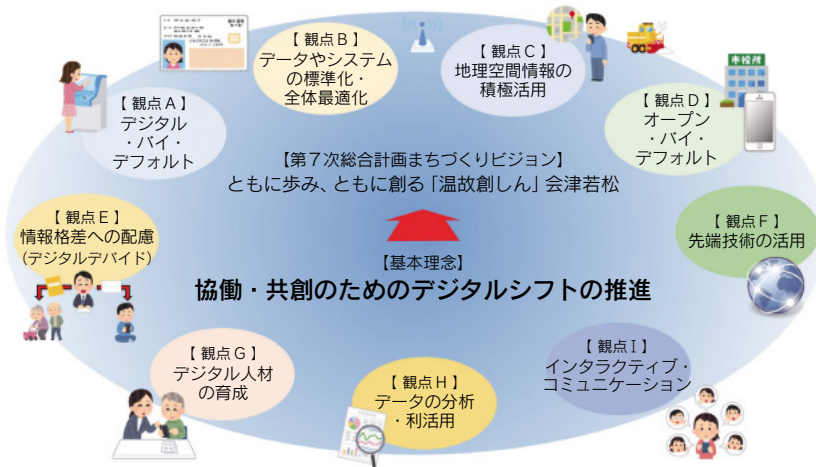 【 観点B 】
データやシステム
の標準化・
全体最適化
【 観点C 】
地理空間情報の
積極活用
【 観点A 】
デジタル
・バイ・
デフォルト
市役所
【 観点D 】
オープン
・バイ・
デフォルト
【第7次総合計画まちづくりビジョン】
ともに歩み、ともに創る「温故創しん」会津若松
【 観点E 】
情報格差への配慮
(デジタルデバイド)
【 観点F 】
先端技術の活用
【基本理念】
協働・共創のためのデジタルシフトの推進
【 観点G 】
デジタル人材
の育成
【 観点H 】
データの分析
・利活用
【 観点I 】
インタラクティブ・
コミュニケーション